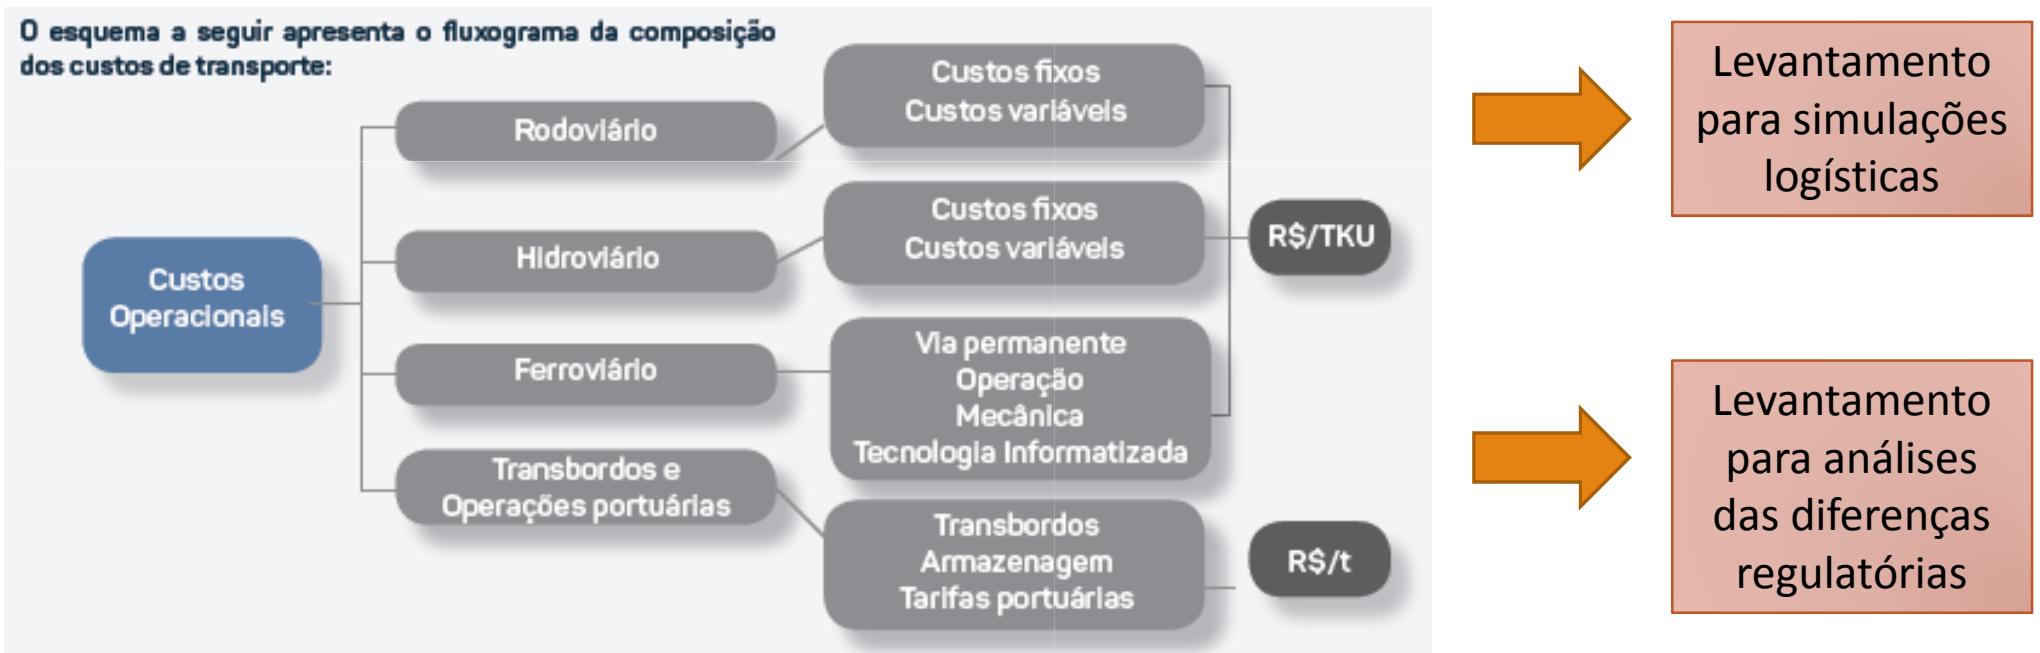 O esquema a seguir apresenta o fluxograma da composição
dos custos de transporte:
Custos
Operacionais
Rodoviário
Hidroviário
Ferroviário
Transbordos e
Operações portuárias
Custos fixos
Custos variáveis
Custos fixos
Custos variáveis
Via permanente
Operação
Mecânica
Tecnologia Informatizada
Transbordos
Armazenagem
Tarifas portuárias
R$/TKU
R$/t
Levantamento
para simulações
logísticas
Levantamento
para análises
das diferenças
regulatórias